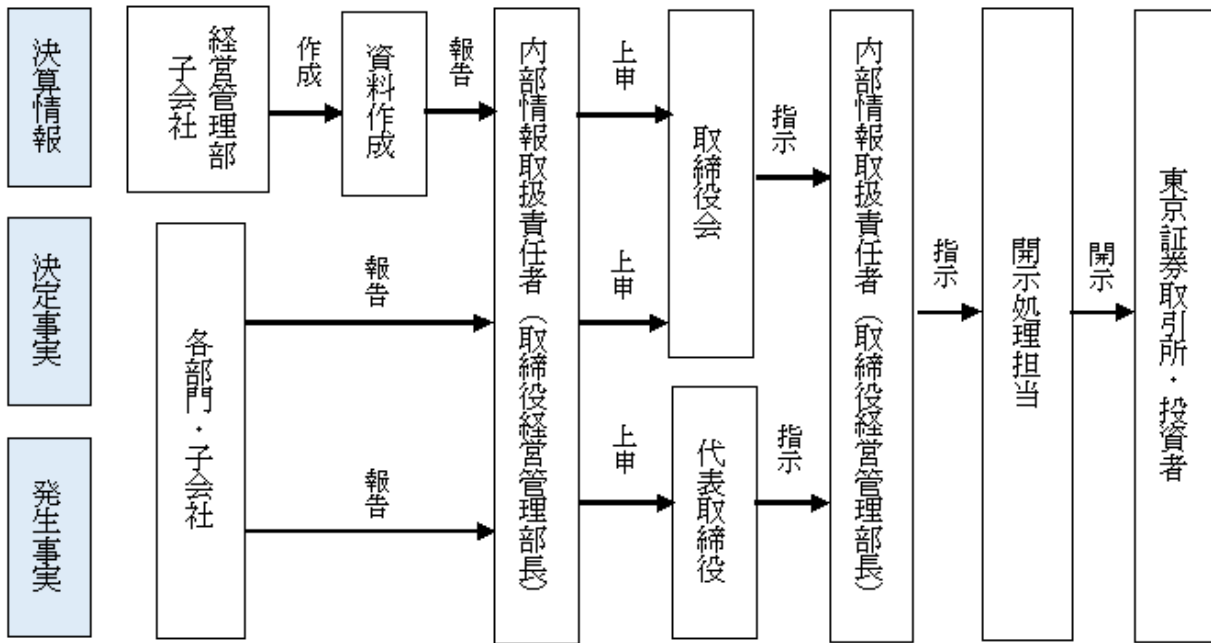 決算情報
経営管理部
子会社
作成
資料作成
報告
内部情報取扱責任者（取締役経営管理部長）
上申
取締役会
指示
内部情報取扱責任者（取締役経営管理部長）
指示
開示処理担当
開示
東京証券取引所・投資者
決定事実
各部門・子会社
報告
上申
発生事実
報告
上申
代表取締役
指示